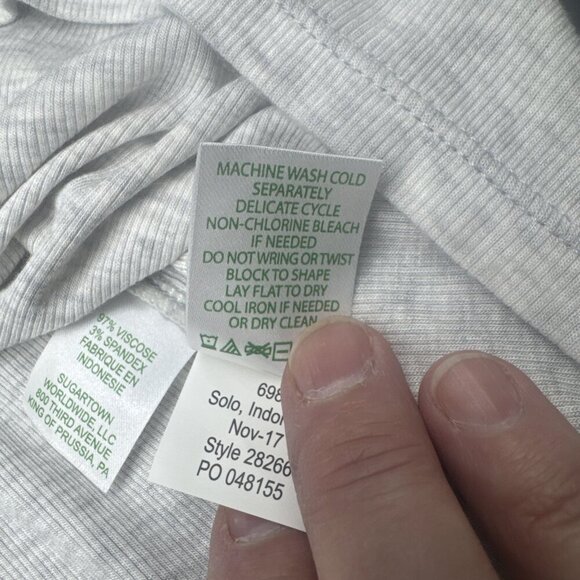 MACHINE WASH COLD
SEPARATELY
DELICATE CYCLE
NON-CHLORINE BLEACH
IF NEEDED
DO NOT WRING OR TWIST
BLOCK TO SHAPE
LAY FLAT TO DRY
COOL IRON IF NEEDED
OR DRY CLEAN
97% VISCOSE
3% SPANDEX
FABRIQUE EN
INDONESIE
SUGARTOWN
WORLDWIDE, LLC
800 THIRD AVENUE
KING OF PRUSSIA, PA
698
Solo, Indon
Nov-17
Style 28266
PO 048155